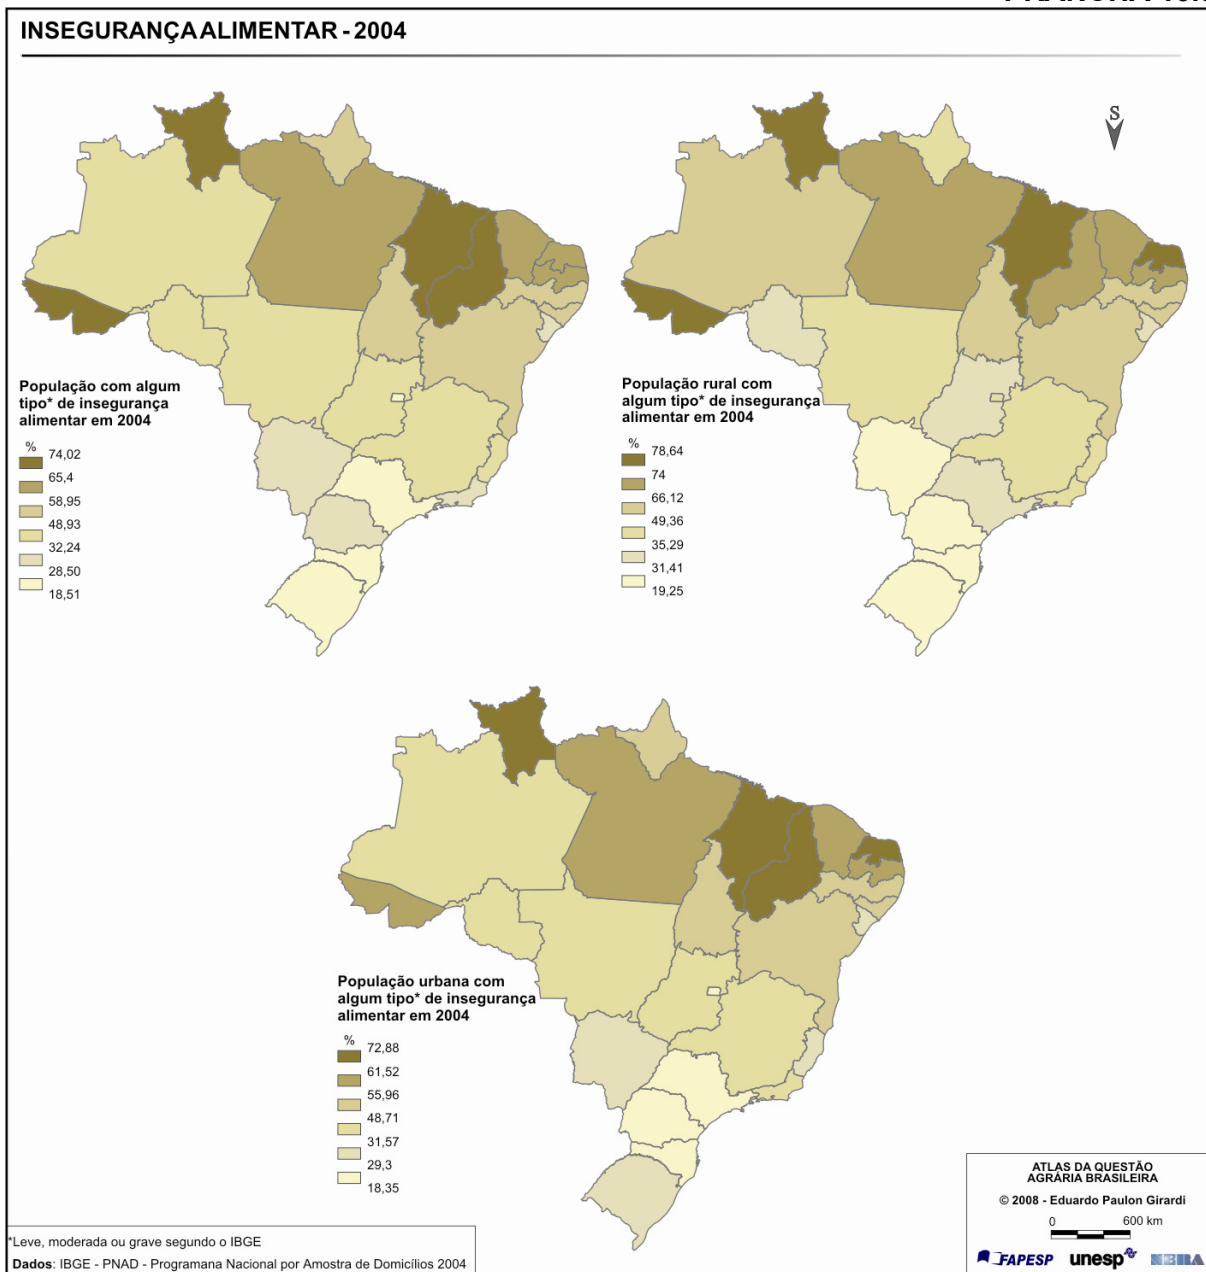 INSEGURANÇA ALIMENTAR - 2004
S
População com algum
tipo* de insegurança
alimentar em 2004
%
74,02
65,4
58,95
48,93
32,24
28,50
18,51
População rural com
algum tipo* de insegurança
alimentar em 2004
%
78,64
74
66,12
49,36
35,29
31,41
19,25
População urbana com
algum tipo* de insegurança
alimentar em 2004
%
72,88
61,52
55,96
48,71
31,57
29,3
18,35
*Leve, moderada ou grave segundo o IBGE
Dados: IBGE - PNAD - Programana Nacional por Amostra de Domicílios 2004
ATLAS DA QUESTÃO
AGRÁRIA BRASILEIRA
© 2008 - Eduardo Paulon Girardi
0 600 km
FAPESP unesp NERA